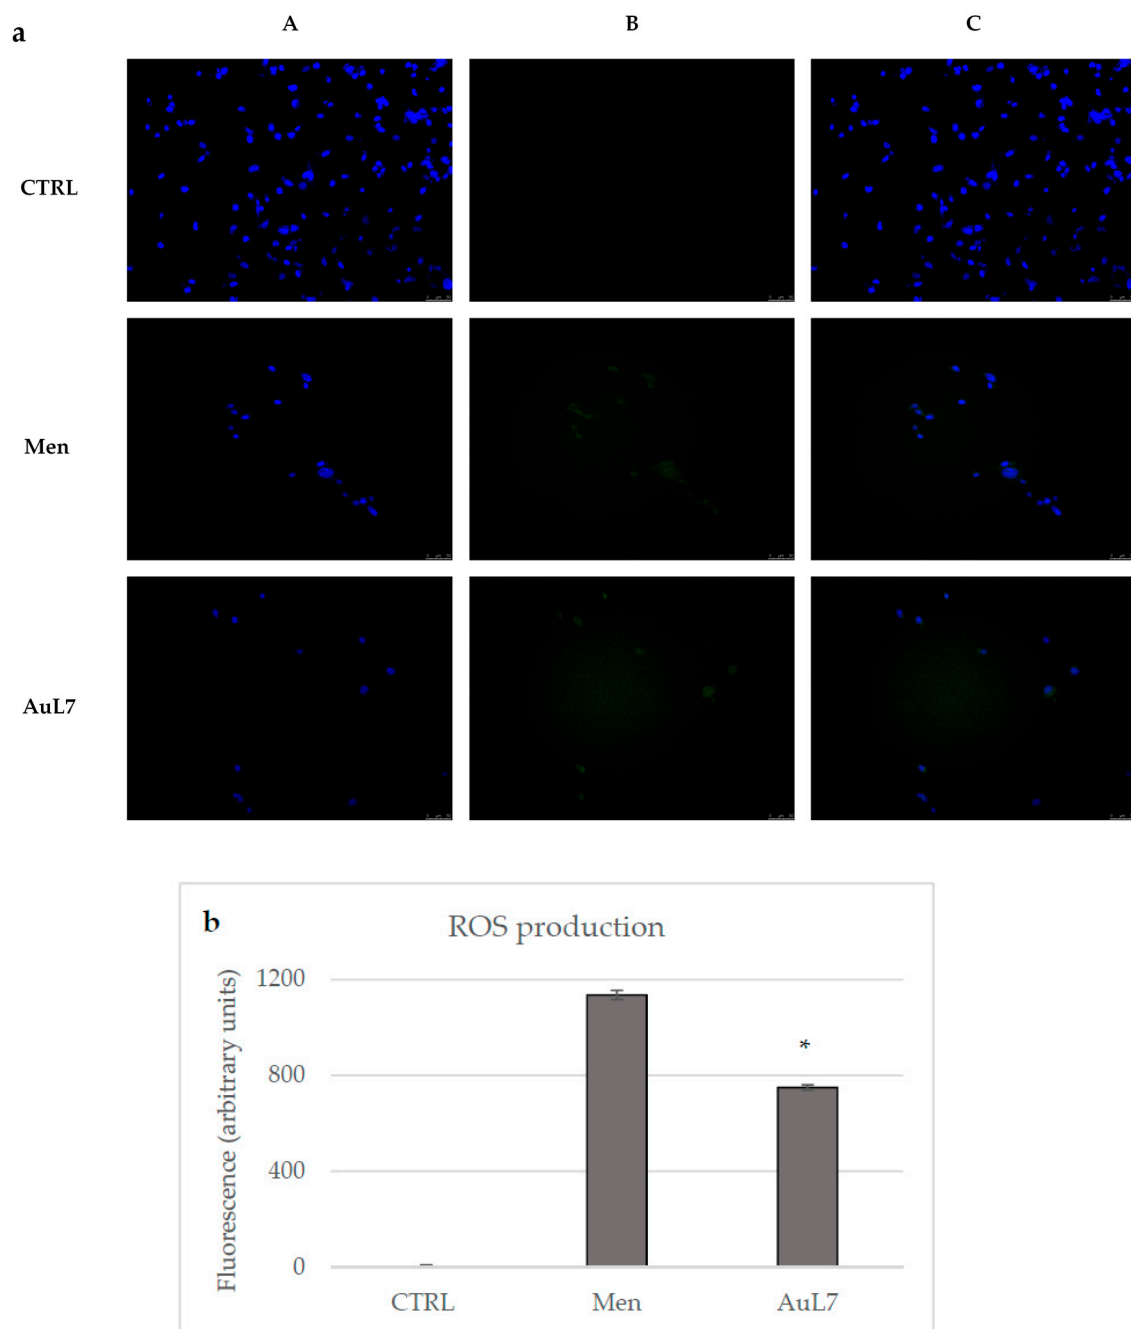 a
A B C
CTRL
Men
AuL7
b
ROS production
Fluorescence (arbitrary units)
1200
800
400
0
*
CTRL Men AuL7